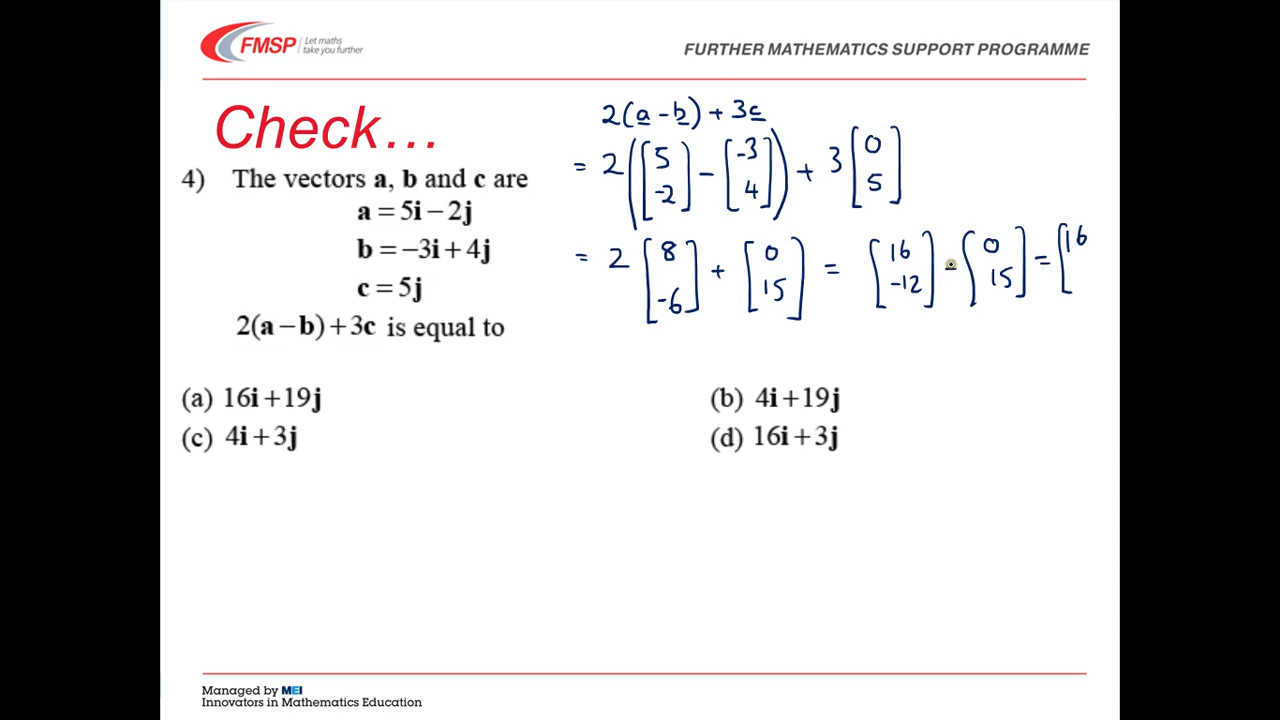 FMSP Let maths
take you further
FURTHER MATHEMATICS SUPPORT PROGRAMME
Check...
4) The vectors a, b and c are
a = 5i − 2j
b = −3i + 4j
c = 5j
2(a − b) + 3c is equal to
2(a − b) + 3c
= 2([5 -2] − [-3 4]) + 3[0 5]
= 2[8 -6] + [0 15] = [16 -12] [0 15] = [16
(a) 16i + 19j
(b) 4i + 19j
(c) 4i + 3j
(d) 16i + 3j
Managed by MEI
Innovators in Mathematics Education